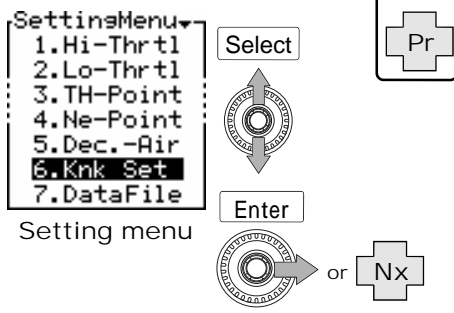 SettingMenu
1.Hi-Thrtl
2.Lo-Thrtl
3.TH-Point
4.Ne-Point
5.Dec.-Air
6.Knk Set
7.DataFile
Setting menu
Select
Pr
Enter
or
Nx